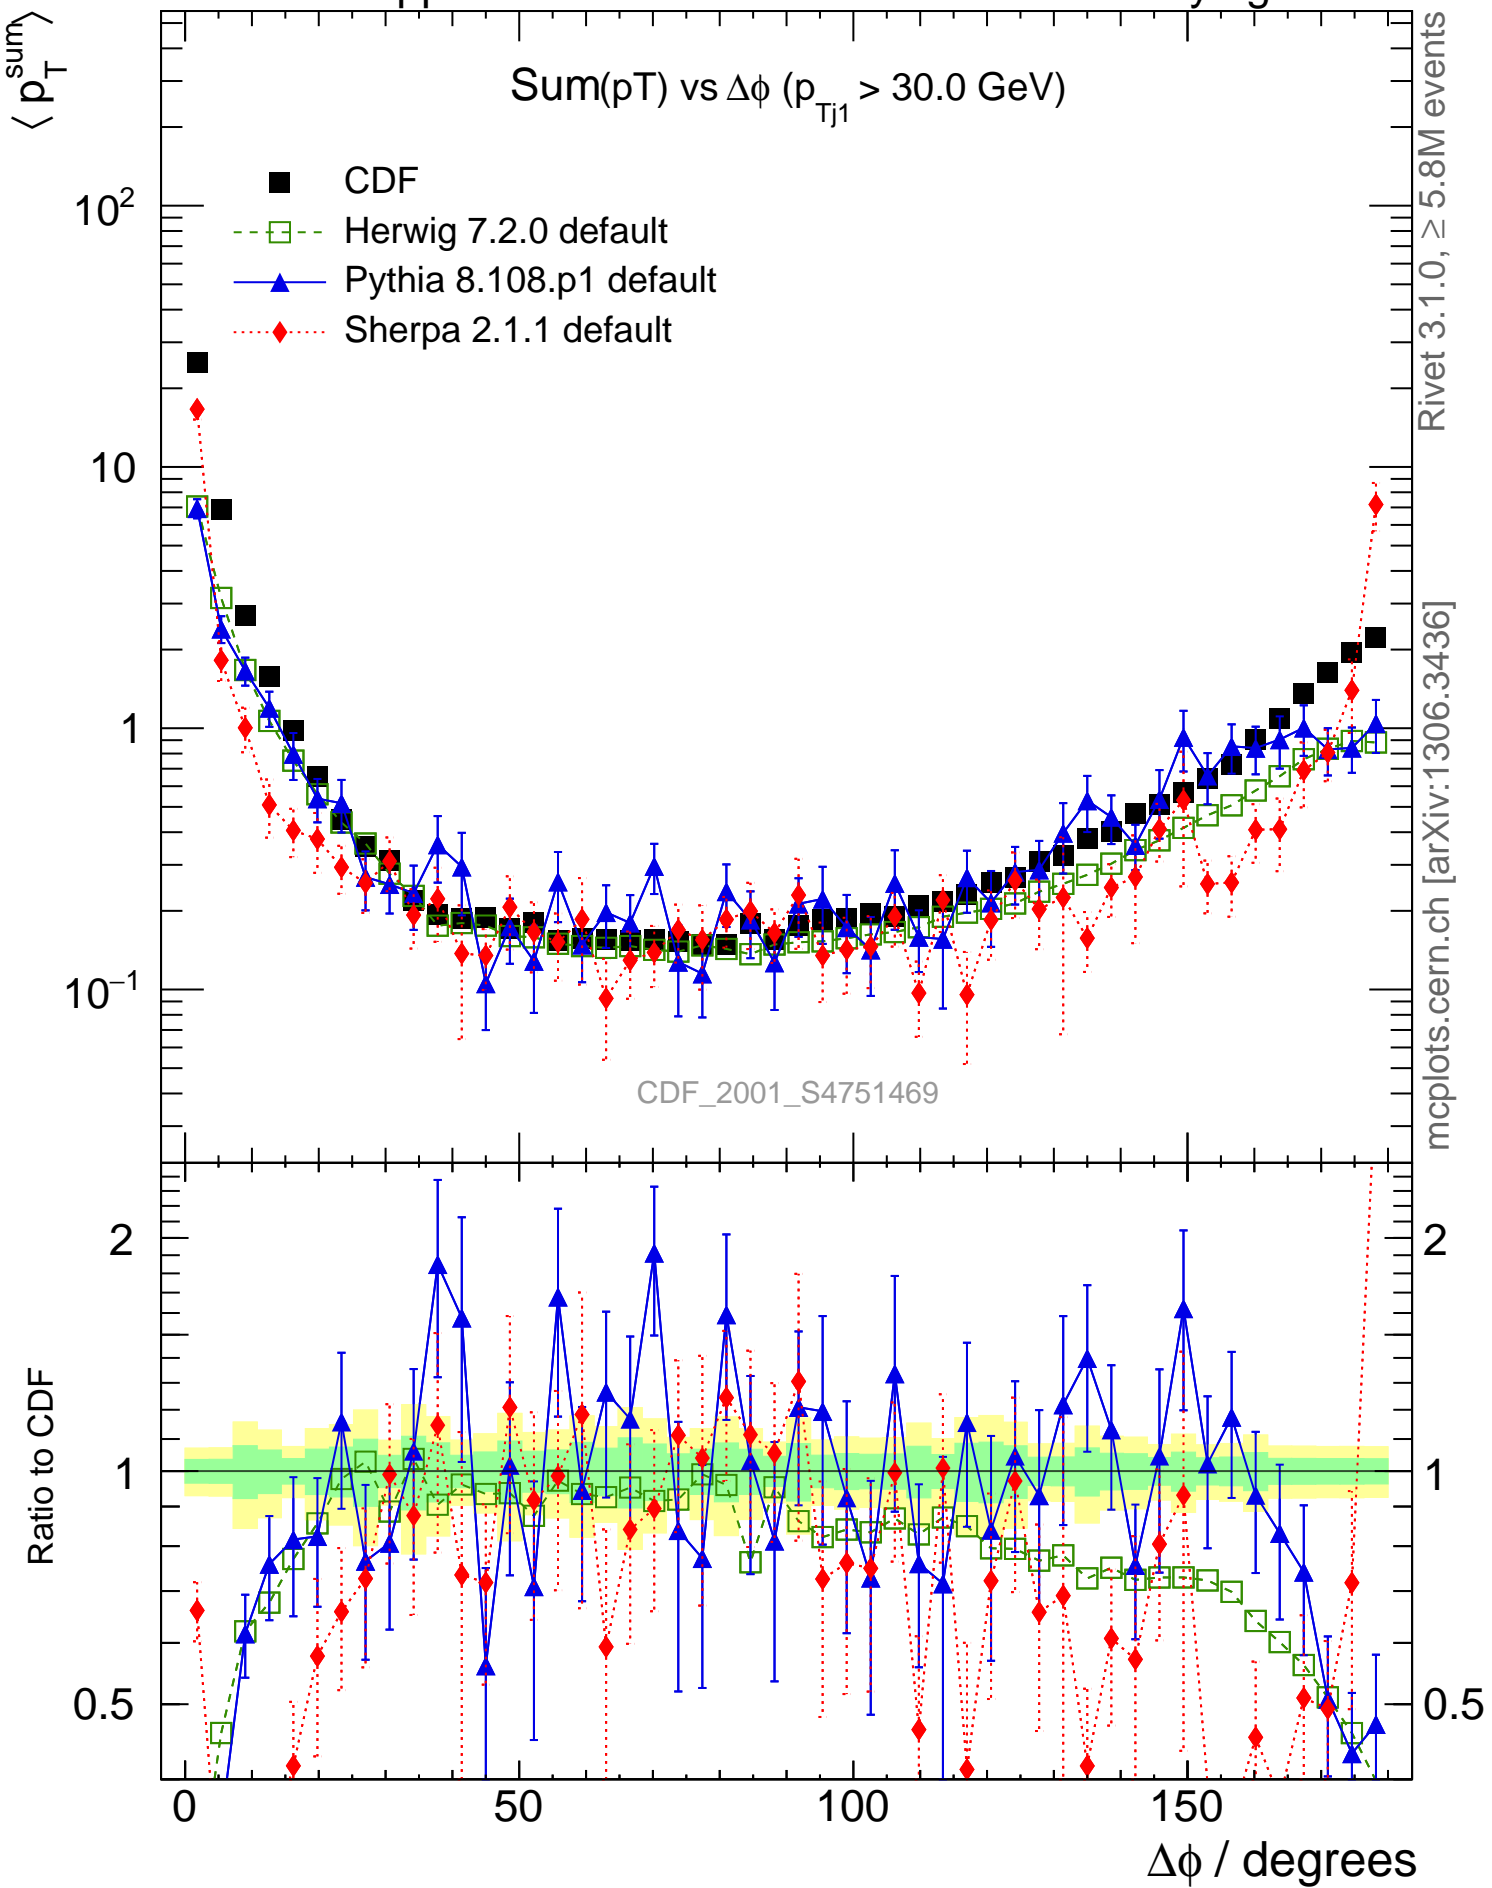 ⟨ p_T^sum ⟩
Sum(pT) vs Δϕ (p_Tj1 > 30.0 GeV)
CDF
Herwig 7.2.0 default
Pythia 8.108.p1 default
Sherpa 2.1.1 default
10²
10
1
10⁻¹
CDF_2001_S4751469
Rivet 3.1.0, ≥ 5.8M events
mcplots.cern.ch [arXiv:1306.3436]
Ratio to CDF
2
1
0.5
2
1
0.5
0
50
100
150
Δϕ / degrees